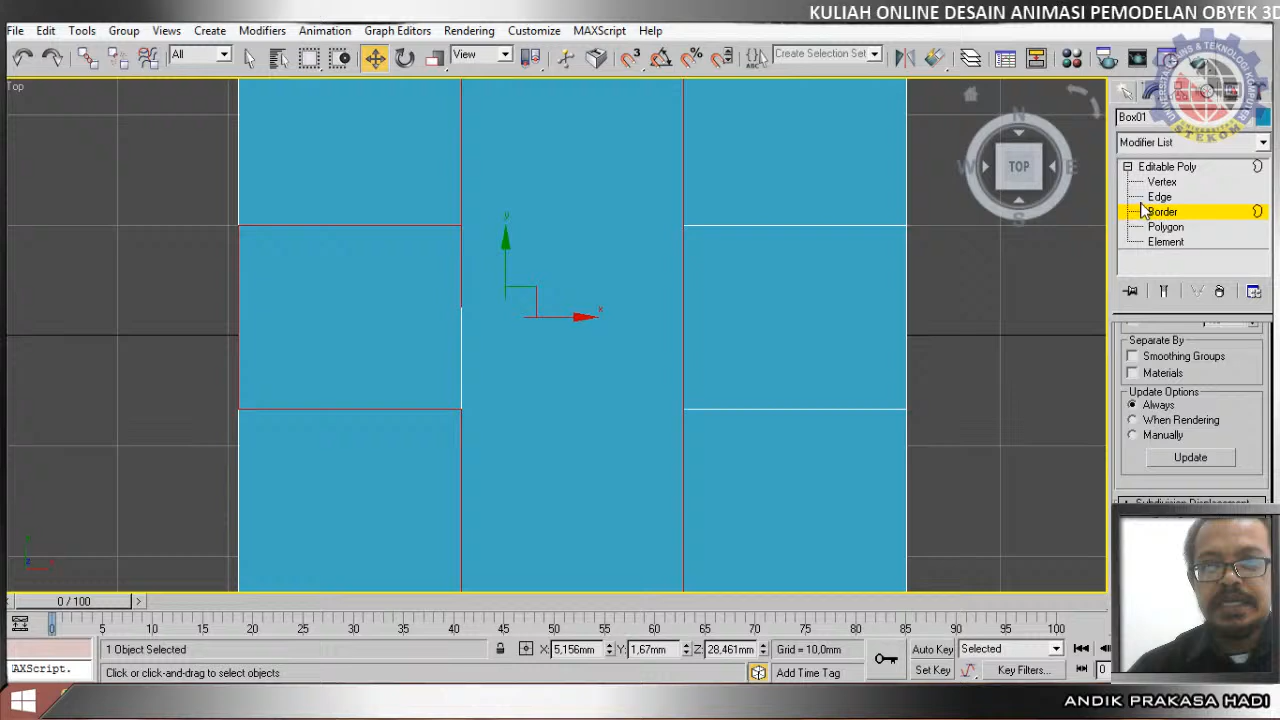 KULIAH ONLINE DESAIN ANIMASI PEMODELAN OBYEK 3D
File Edit Tools Group Views Create Modifiers Animation Graph Editors Rendering Customize MAXScript Help
All View Create Selection Set
Top
N
W TOP E
S
Box01
Modifier List
Editable Poly
Vertex
Edge
Border
Polygon
Element
y
x
Separate By
Smoothing Groups
Materials
Update Options
Always
When Rendering
Manually
Update
Subdivision Displacement
STEKOM
0 / 100
0 5 10 15 20 25 30 35 40 45 50 55 60 65 70 75 80 85 90 95 100
1 Object Selected X: 5,156mm Y: 1,67mm Z: 28,461mm Grid = 10,0mm Auto Key Selected
MAXScript. Click or click-and-drag to select objects Add Time Tag Set Key Key Filters... 0
ANDIK PRAKASA HADI